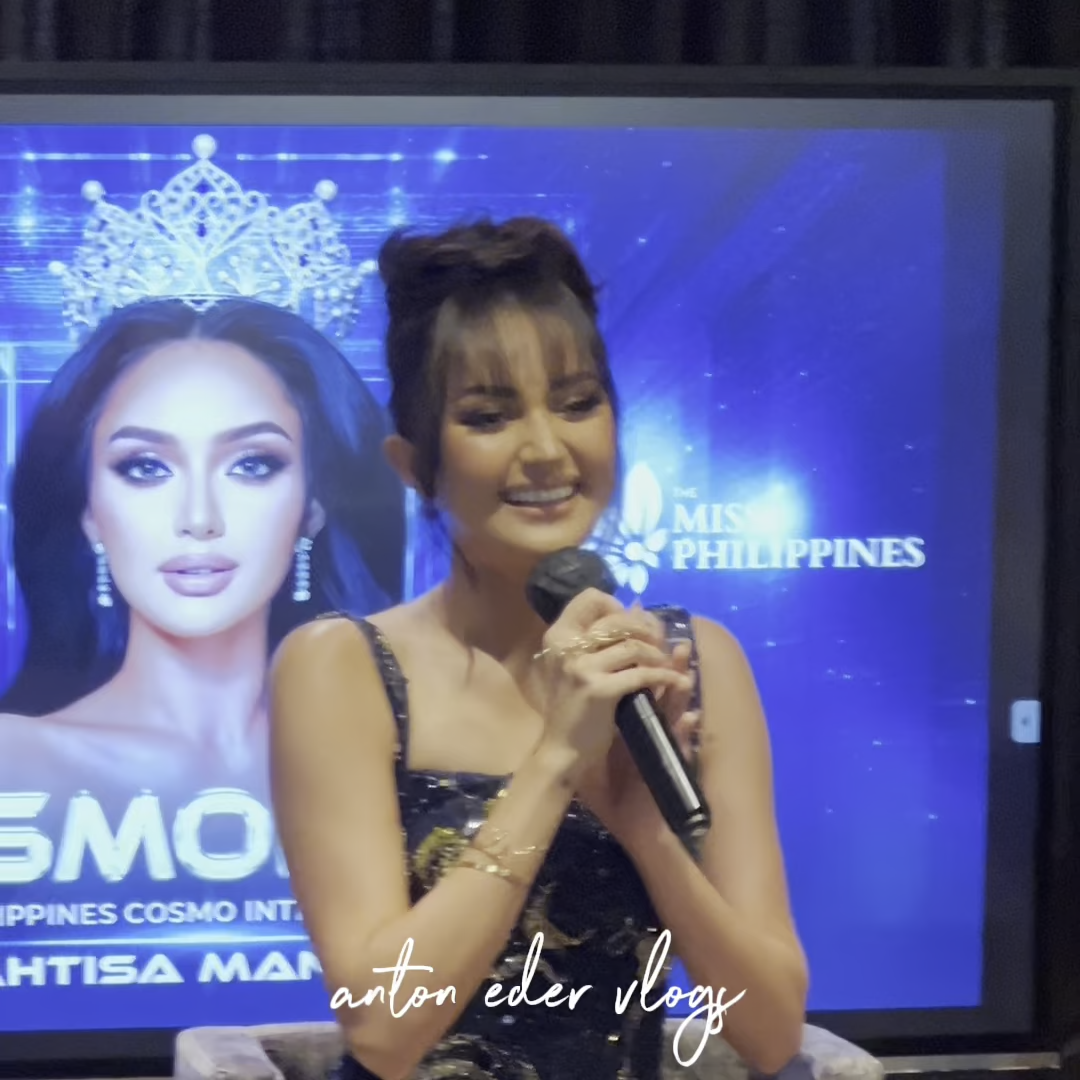 THE
MISS
PHILIPPINES
SMO
IPPINES COSMO INT
AHTISA MAN
anton eder vlogs